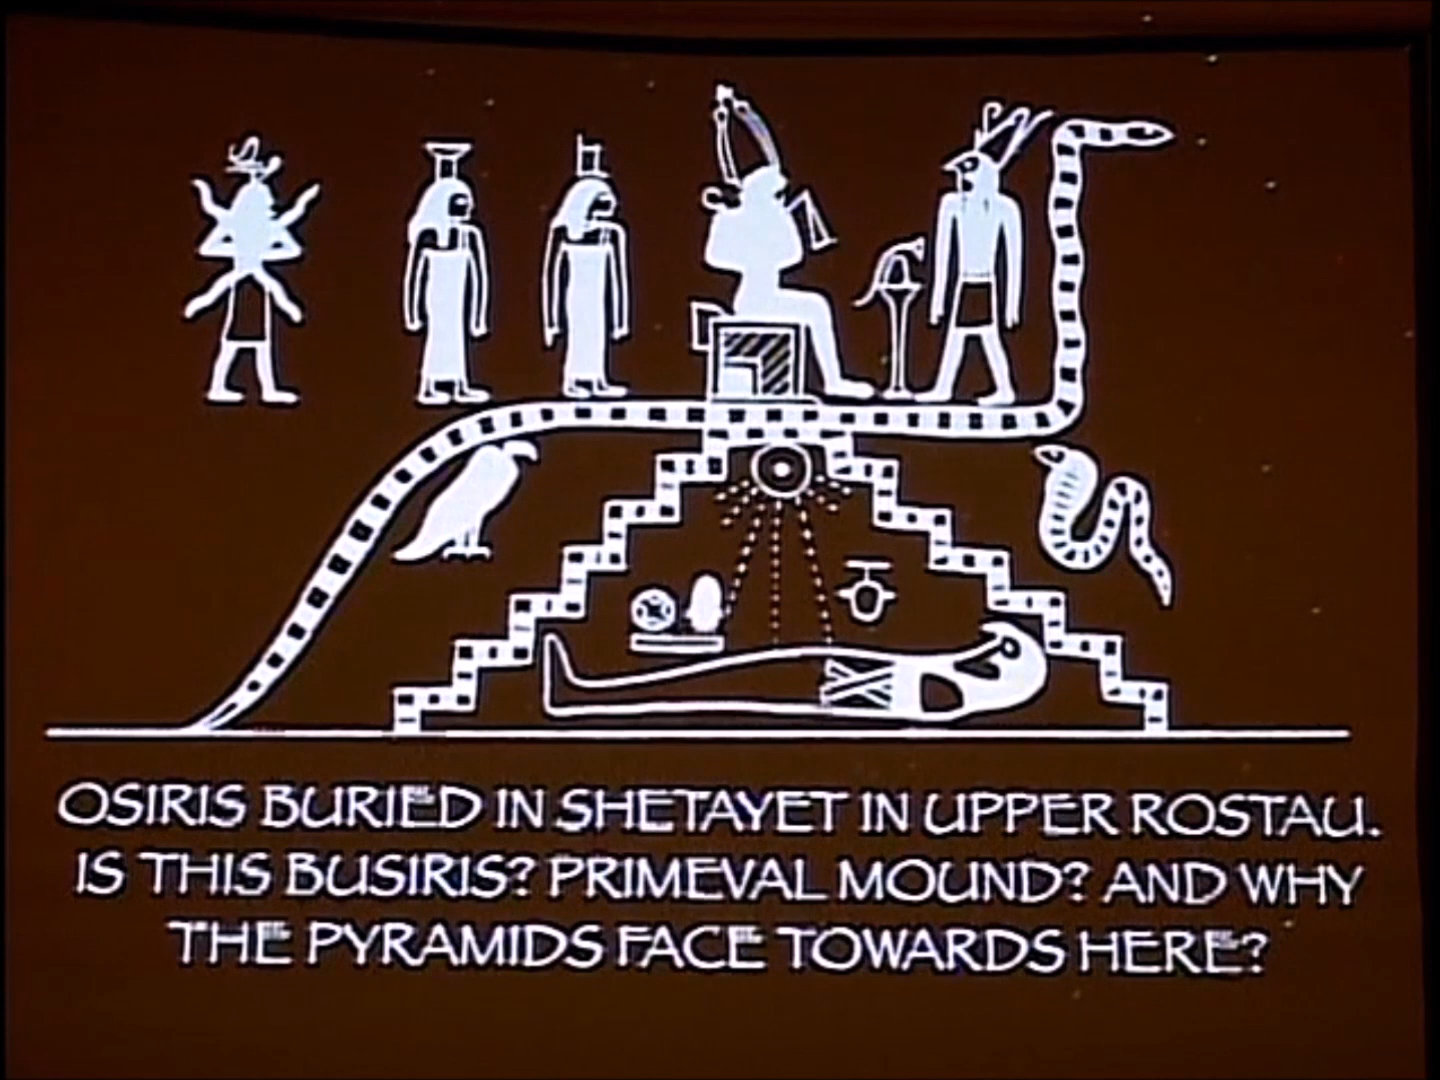 OSIRIS BURIED IN SHETAYET IN UPPER ROSTAU.
IS THIS BUSIRIS? PRIMEVAL MOUND? AND WHY
THE PYRAMIDS FACE TOWARDS HERE?